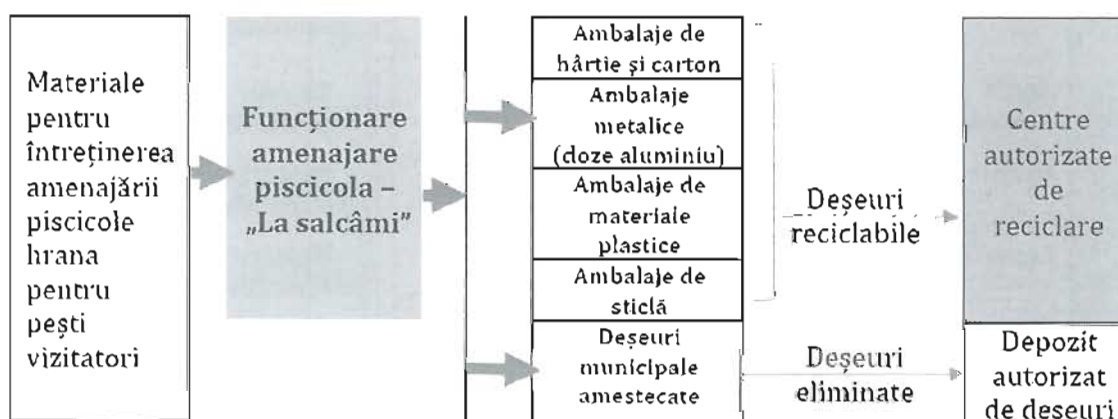 Materiale
pentru
întreținerea
amenajării
piscicole
hrana
pentru
pești
vizitatori
Funcționare
amenajare
piscicola –
„La salcâmi”
Ambalaje de
hârtie și carton
Ambalaje
metalice
(doze aluminiu)
Ambalaje de
materiale
plastice
Ambalaje de
sticlă
Deșeuri
municipale
amestecate
Deșeuri
reciclabile
Deșeuri
eliminate
Centre
autorizate
de
reciclare
Depozit
autorizat
de deșeuri